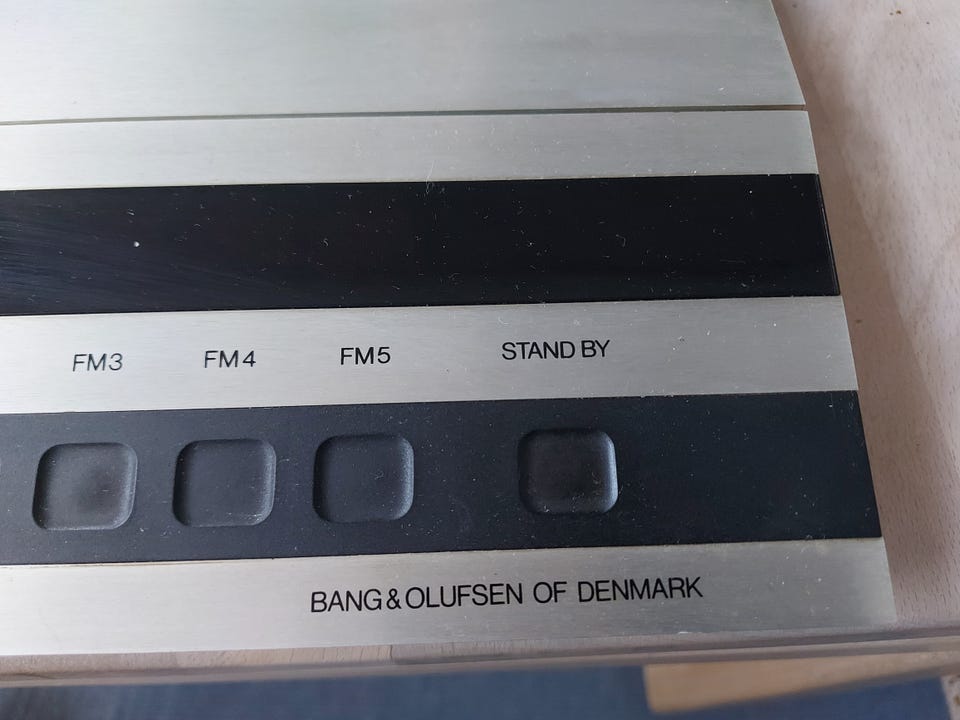 FM3 FM4 FM5 STAND BY
BANG & OLUFSEN OF DENMARK